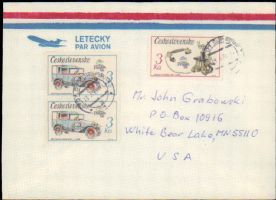 LETECKY
PAR AVION
Československo
3
Kčs
Československo
3
Kčs
Československo
3
Kčs
Mr. John Grabowski
P.O. Box 10916
White Bear Lake, MN 55110
U S A